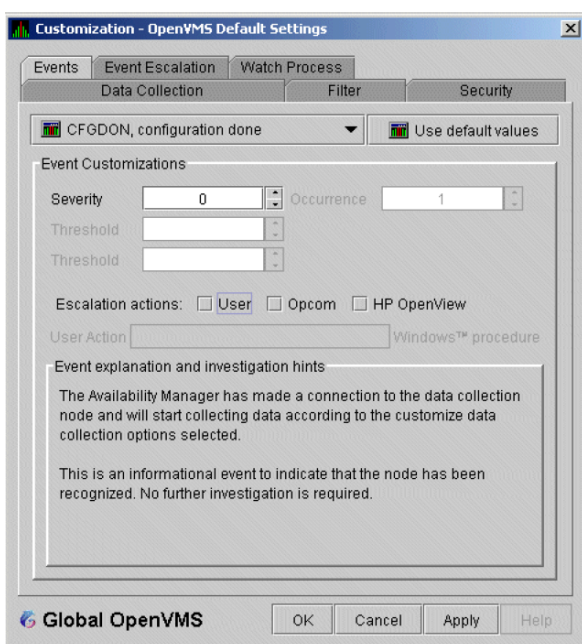 Customization - OpenVMS Default Settings
Events Event Escalation Watch Process
Data Collection Filter Security
CFGDON, configuration done Use default values
Event Customizations
Severity 0 Occurrence 1
Threshold
Threshold
Escalation actions: User Opcom HP OpenView
User Action Windows™ procedure
Event explanation and investigation hints
The Availability Manager has made a connection to the data collection
node and will start collecting data according to the customize data
collection options selected.
This is an informational event to indicate that the node has been
recognized. No further investigation is required.
Global OpenVMS OK Cancel Apply Help